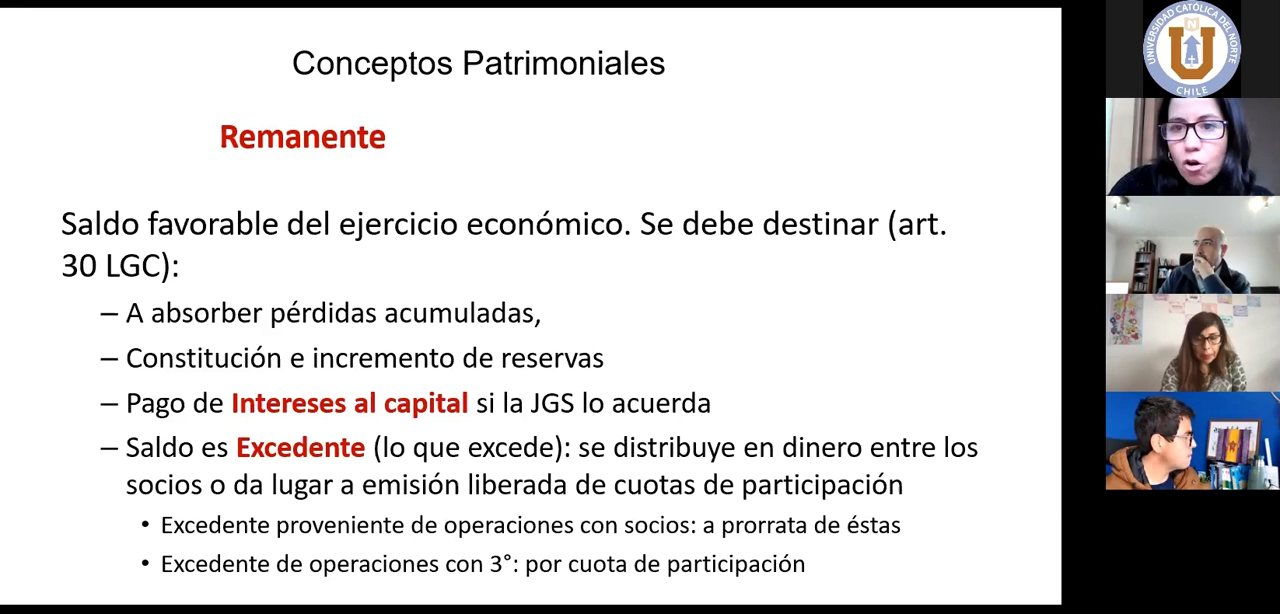 Conceptos Patrimoniales
Remanente
Saldo favorable del ejercicio económico. Se debe destinar (art.
30 LGC):
– A absorber pérdidas acumuladas,
– Constitución e incremento de reservas
– Pago de Intereses al capital si la JGS lo acuerda
– Saldo es Excedente (lo que excede): se distribuye en dinero entre los
socios o da lugar a emisión liberada de cuotas de participación
• Excedente proveniente de operaciones con socios: a prorrata de éstas
• Excedente de operaciones con 3°: por cuota de participación
UNIVERSIDAD CATÓLICA DEL NORTE
N
U
CHILE